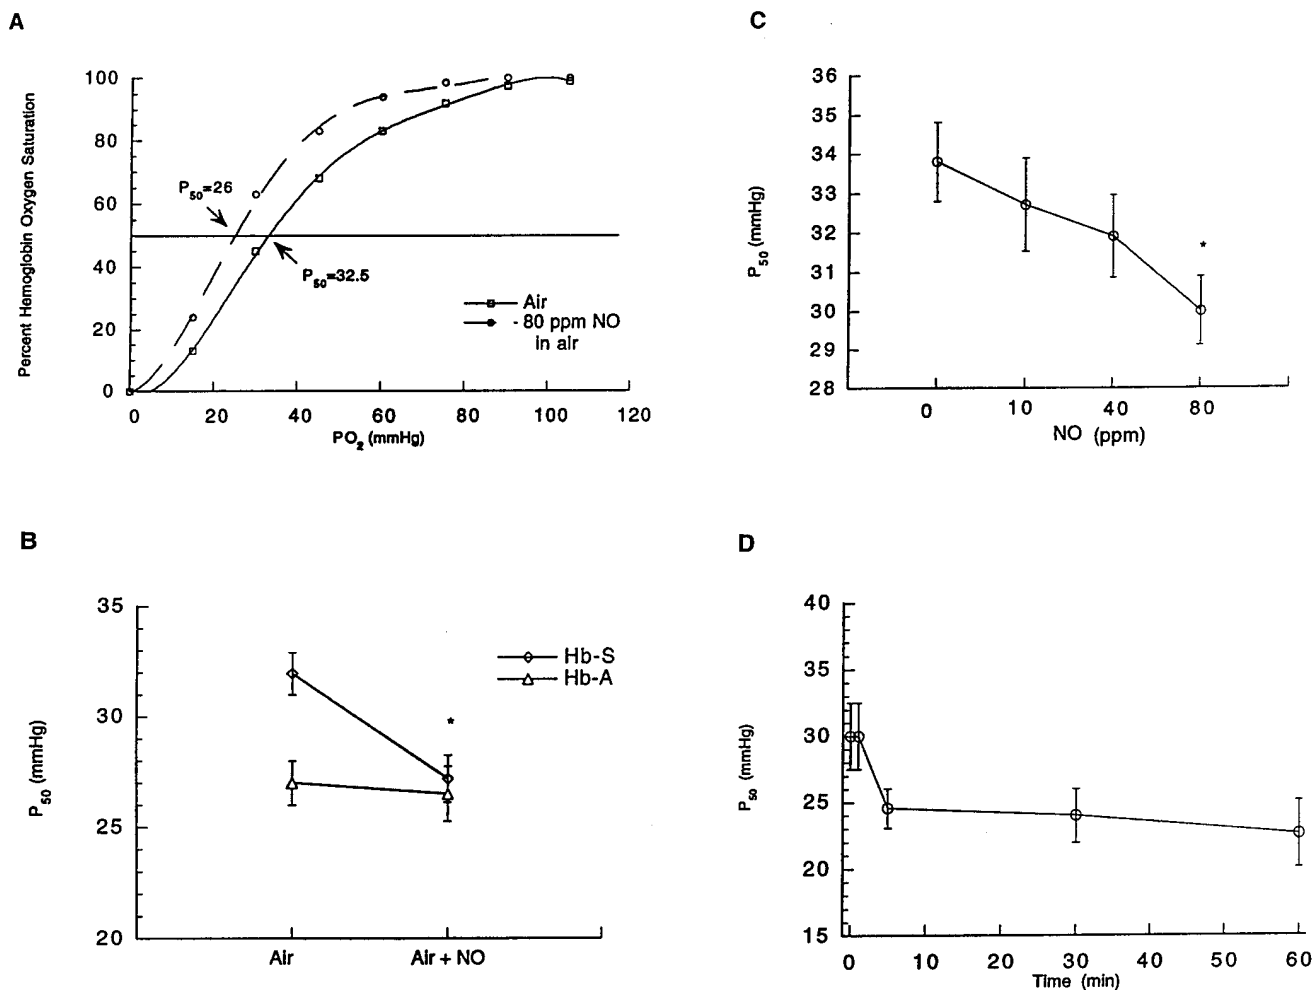 A
100
80
60
40
20
0
Percent Hemoglobin Oxygen Saturation
P50=26
P50=32.5
Air
- 80 ppm NO
in air
0 20 40 60 80 100 120
PO2 (mmHg)
C
36
35
34
33
32
31
30
29
28
P50 (mmHg)
*
0 10 40 80
NO (ppm)
B
35
30
25
20
P50 (mmHg)
*
Hb-S
Hb-A
Air Air + NO
D
40
35
30
25
20
15
P50 (mmHg)
0 10 20 30 40 50 60
Time (min)